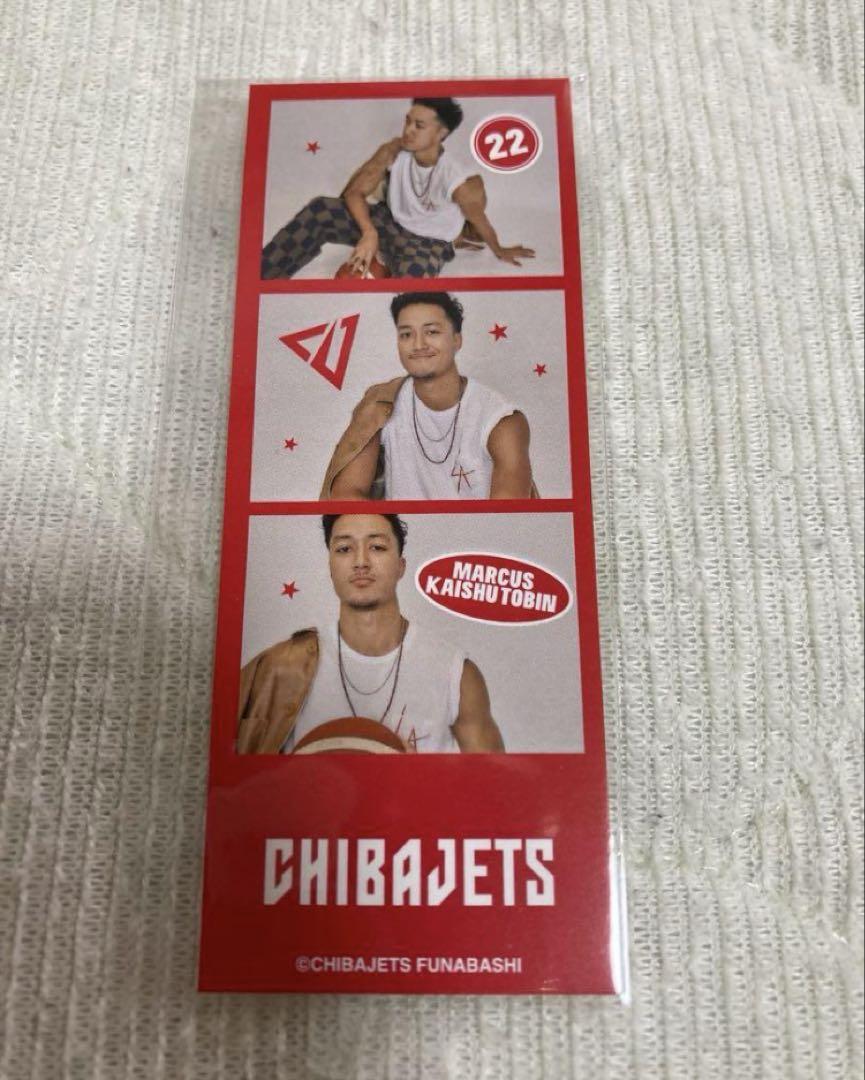 22
MARCUS
KAISHU TOBIN
CHIBAJETS
©CHIBAJETS FUNABASHI